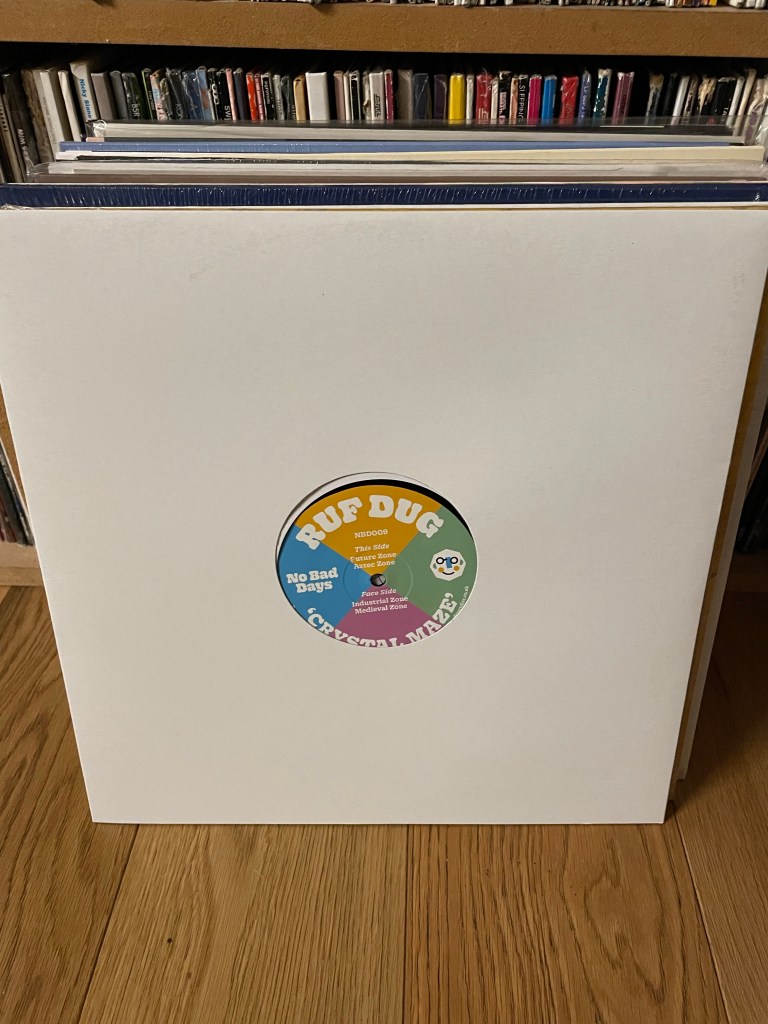 RUF DUG
NBD009
This Side
Future Zone
Aztec Zone
No Bad
Days
Face Side
Industrial Zone
Medieval Zone
'CRYSTAL MAZE'